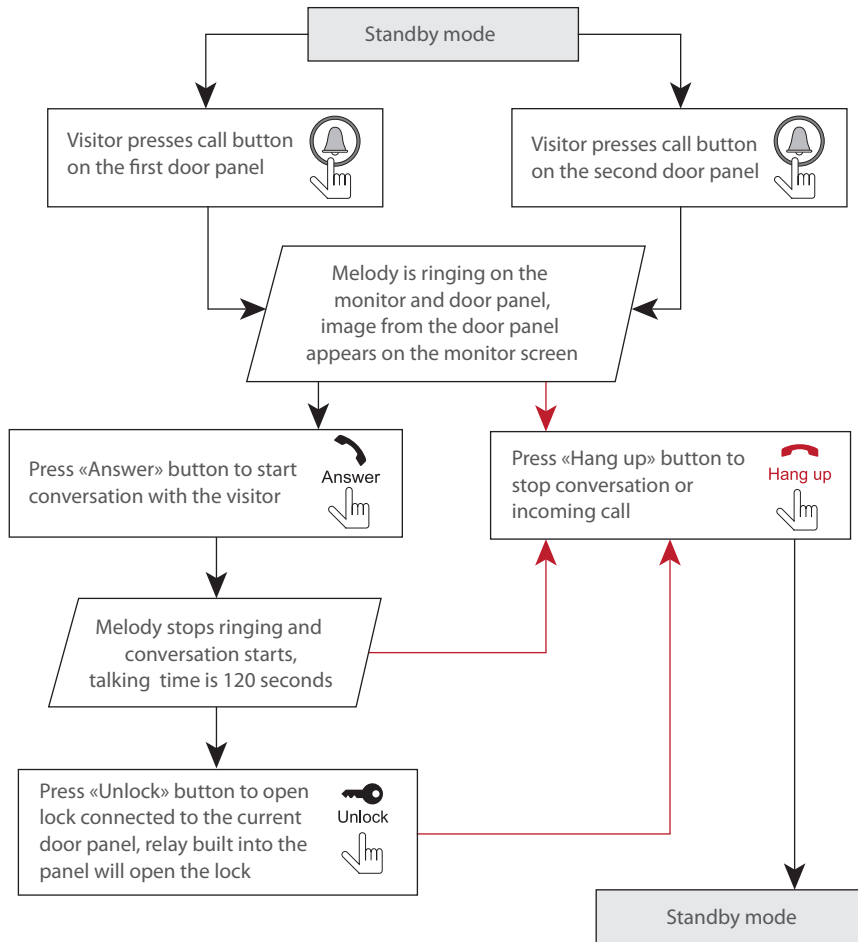 Standby mode
Visitor presses call button
on the first door panel
Visitor presses call button
on the second door panel
Melody is ringing on the
monitor and door panel,
image from the door panel
appears on the monitor screen
Press «Answer» button to start
conversation with the visitor
Answer
Press «Hang up» button to
stop conversation or
incoming call
Hang up
Melody stops ringing and
conversation starts,
talking time is 120 seconds
Press «Unlock» button to open
lock connected to the current
door panel, relay built into the
panel will open the lock
Unlock
Standby mode